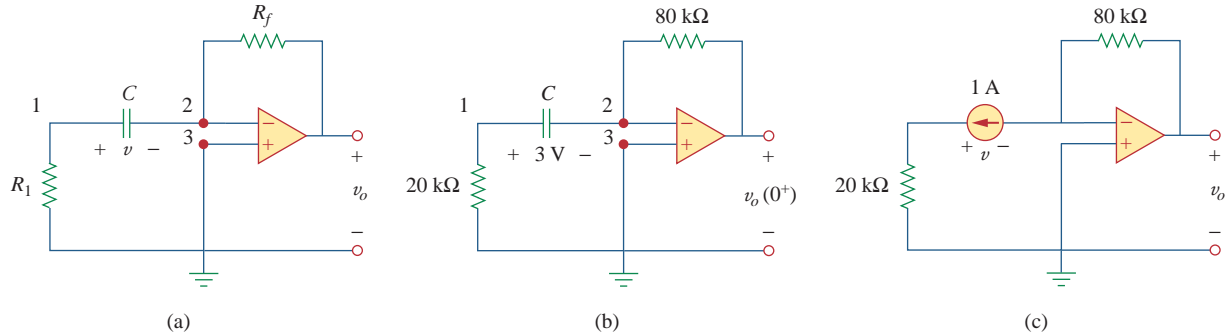 R_f
1
C
2
3
−
+
+ v −
R_1
+
v_o
−
(a)
80 kΩ
1
C
2
3
−
+
+ 3 V −
20 kΩ
+
v_o (0^+)
−
(b)
80 kΩ
1 A
−
+
+ v −
20 kΩ
+
v_o
−
(c)